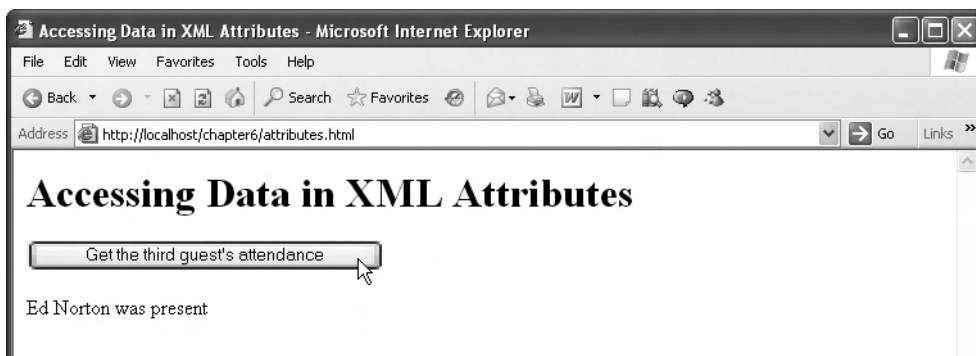 Accessing Data in XML Attributes - Microsoft Internet Explorer
File Edit View Favorites Tools Help
Back Search Favorites
Address http://localhost/chapter6/attributes.html Go Links »
Accessing Data in XML Attributes
Get the third guest's attendance
Ed Norton was present